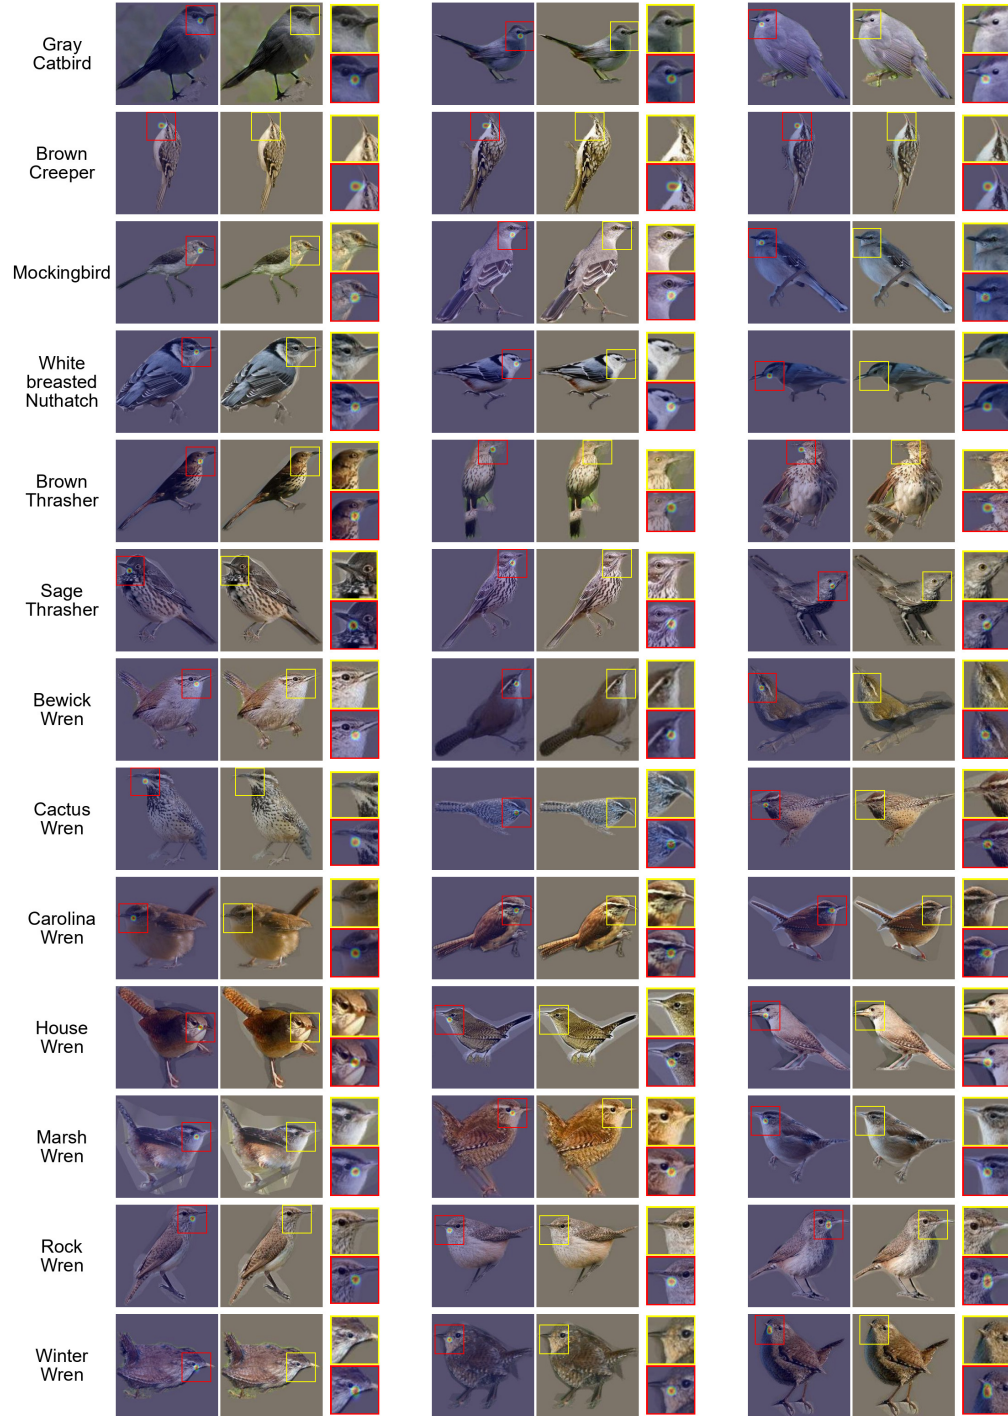 Gray
Catbird
Brown
Creeper
Mockingbird
White
breasted
Nuthatch
Brown
Thrasher
Sage
Thrasher
Bewick
Wren
Cactus
Wren
Carolina
Wren
House
Wren
Marsh
Wren
Rock
Wren
Winter
Wren